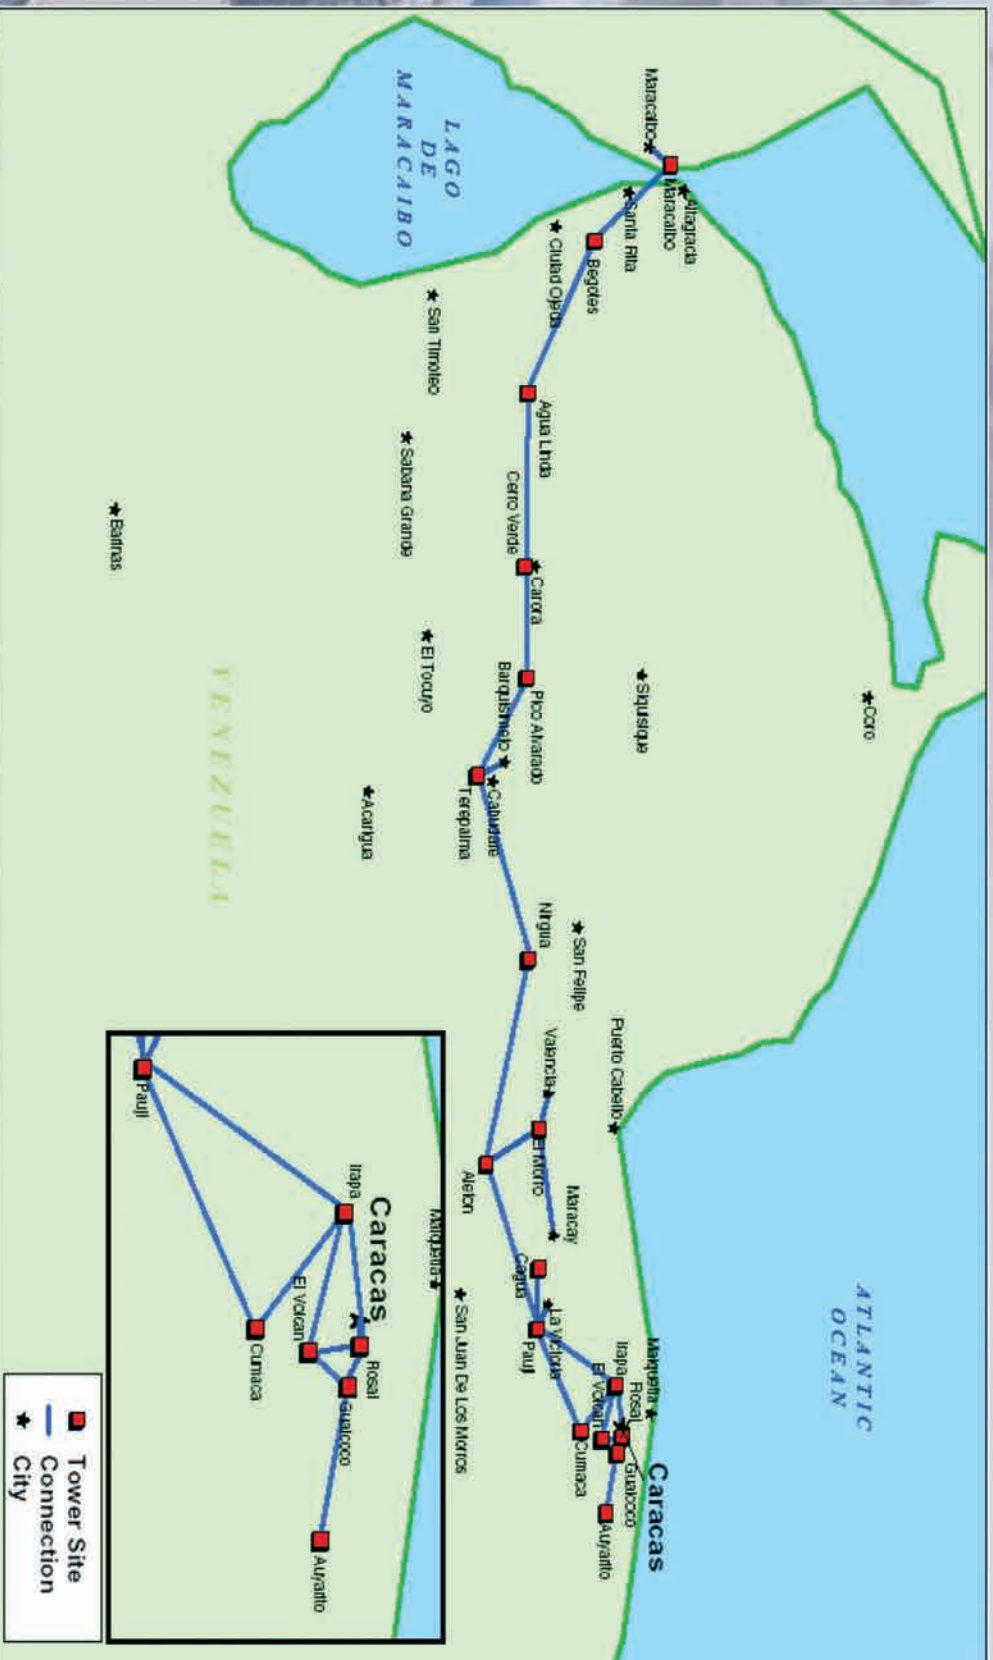 LAGO
DE
MARACAIBO
Maracaibo
Maracaibo
Altagracia
Santa Rita
Begotes
Ciudad Ojeda
San Timoteo
Agua Linda
Sabana Grande
Cerro Verde
Carora
Barinas
El Tocuyo
Siquisique
Coro
Pico Alvarado
Barquisimeto
Cabudare
Terepaima
Acarigua
VENEZUELA
Nirgua
San Felipe
Puerto Cabello
Valencia
El Morro
Maracay
Aleton
Cagua
La Victoria
Pauji
San Juan De Los Morros
ATLANTIC
OCEAN
Maiquetia
Irapa
Rosal
El Volcan
Caracas
Gualcoco
Cumaca
Auyarito
Pauji
Irapa
Caracas
Maiquetia
El Volcan
Rosal
Cumaca
Gualcoco
Auyarito
Tower Site
Connection
City